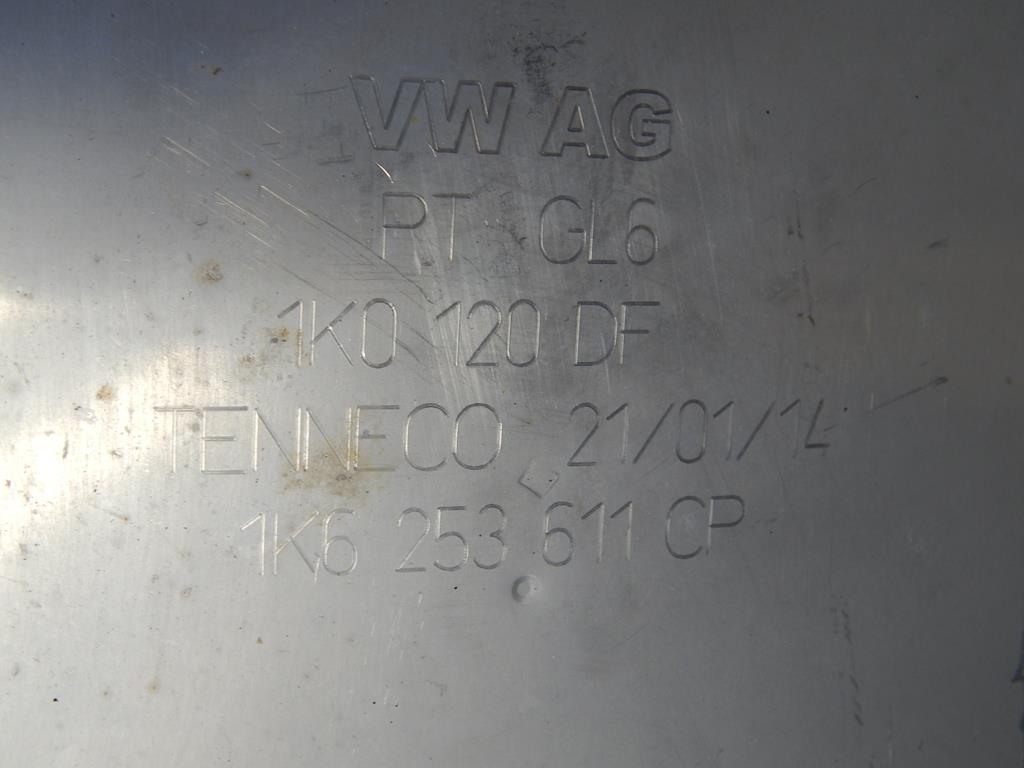 VW AG
PT GL6
1K0 120 DF
TENNECO 21/01/14
1K6 253 611 CP